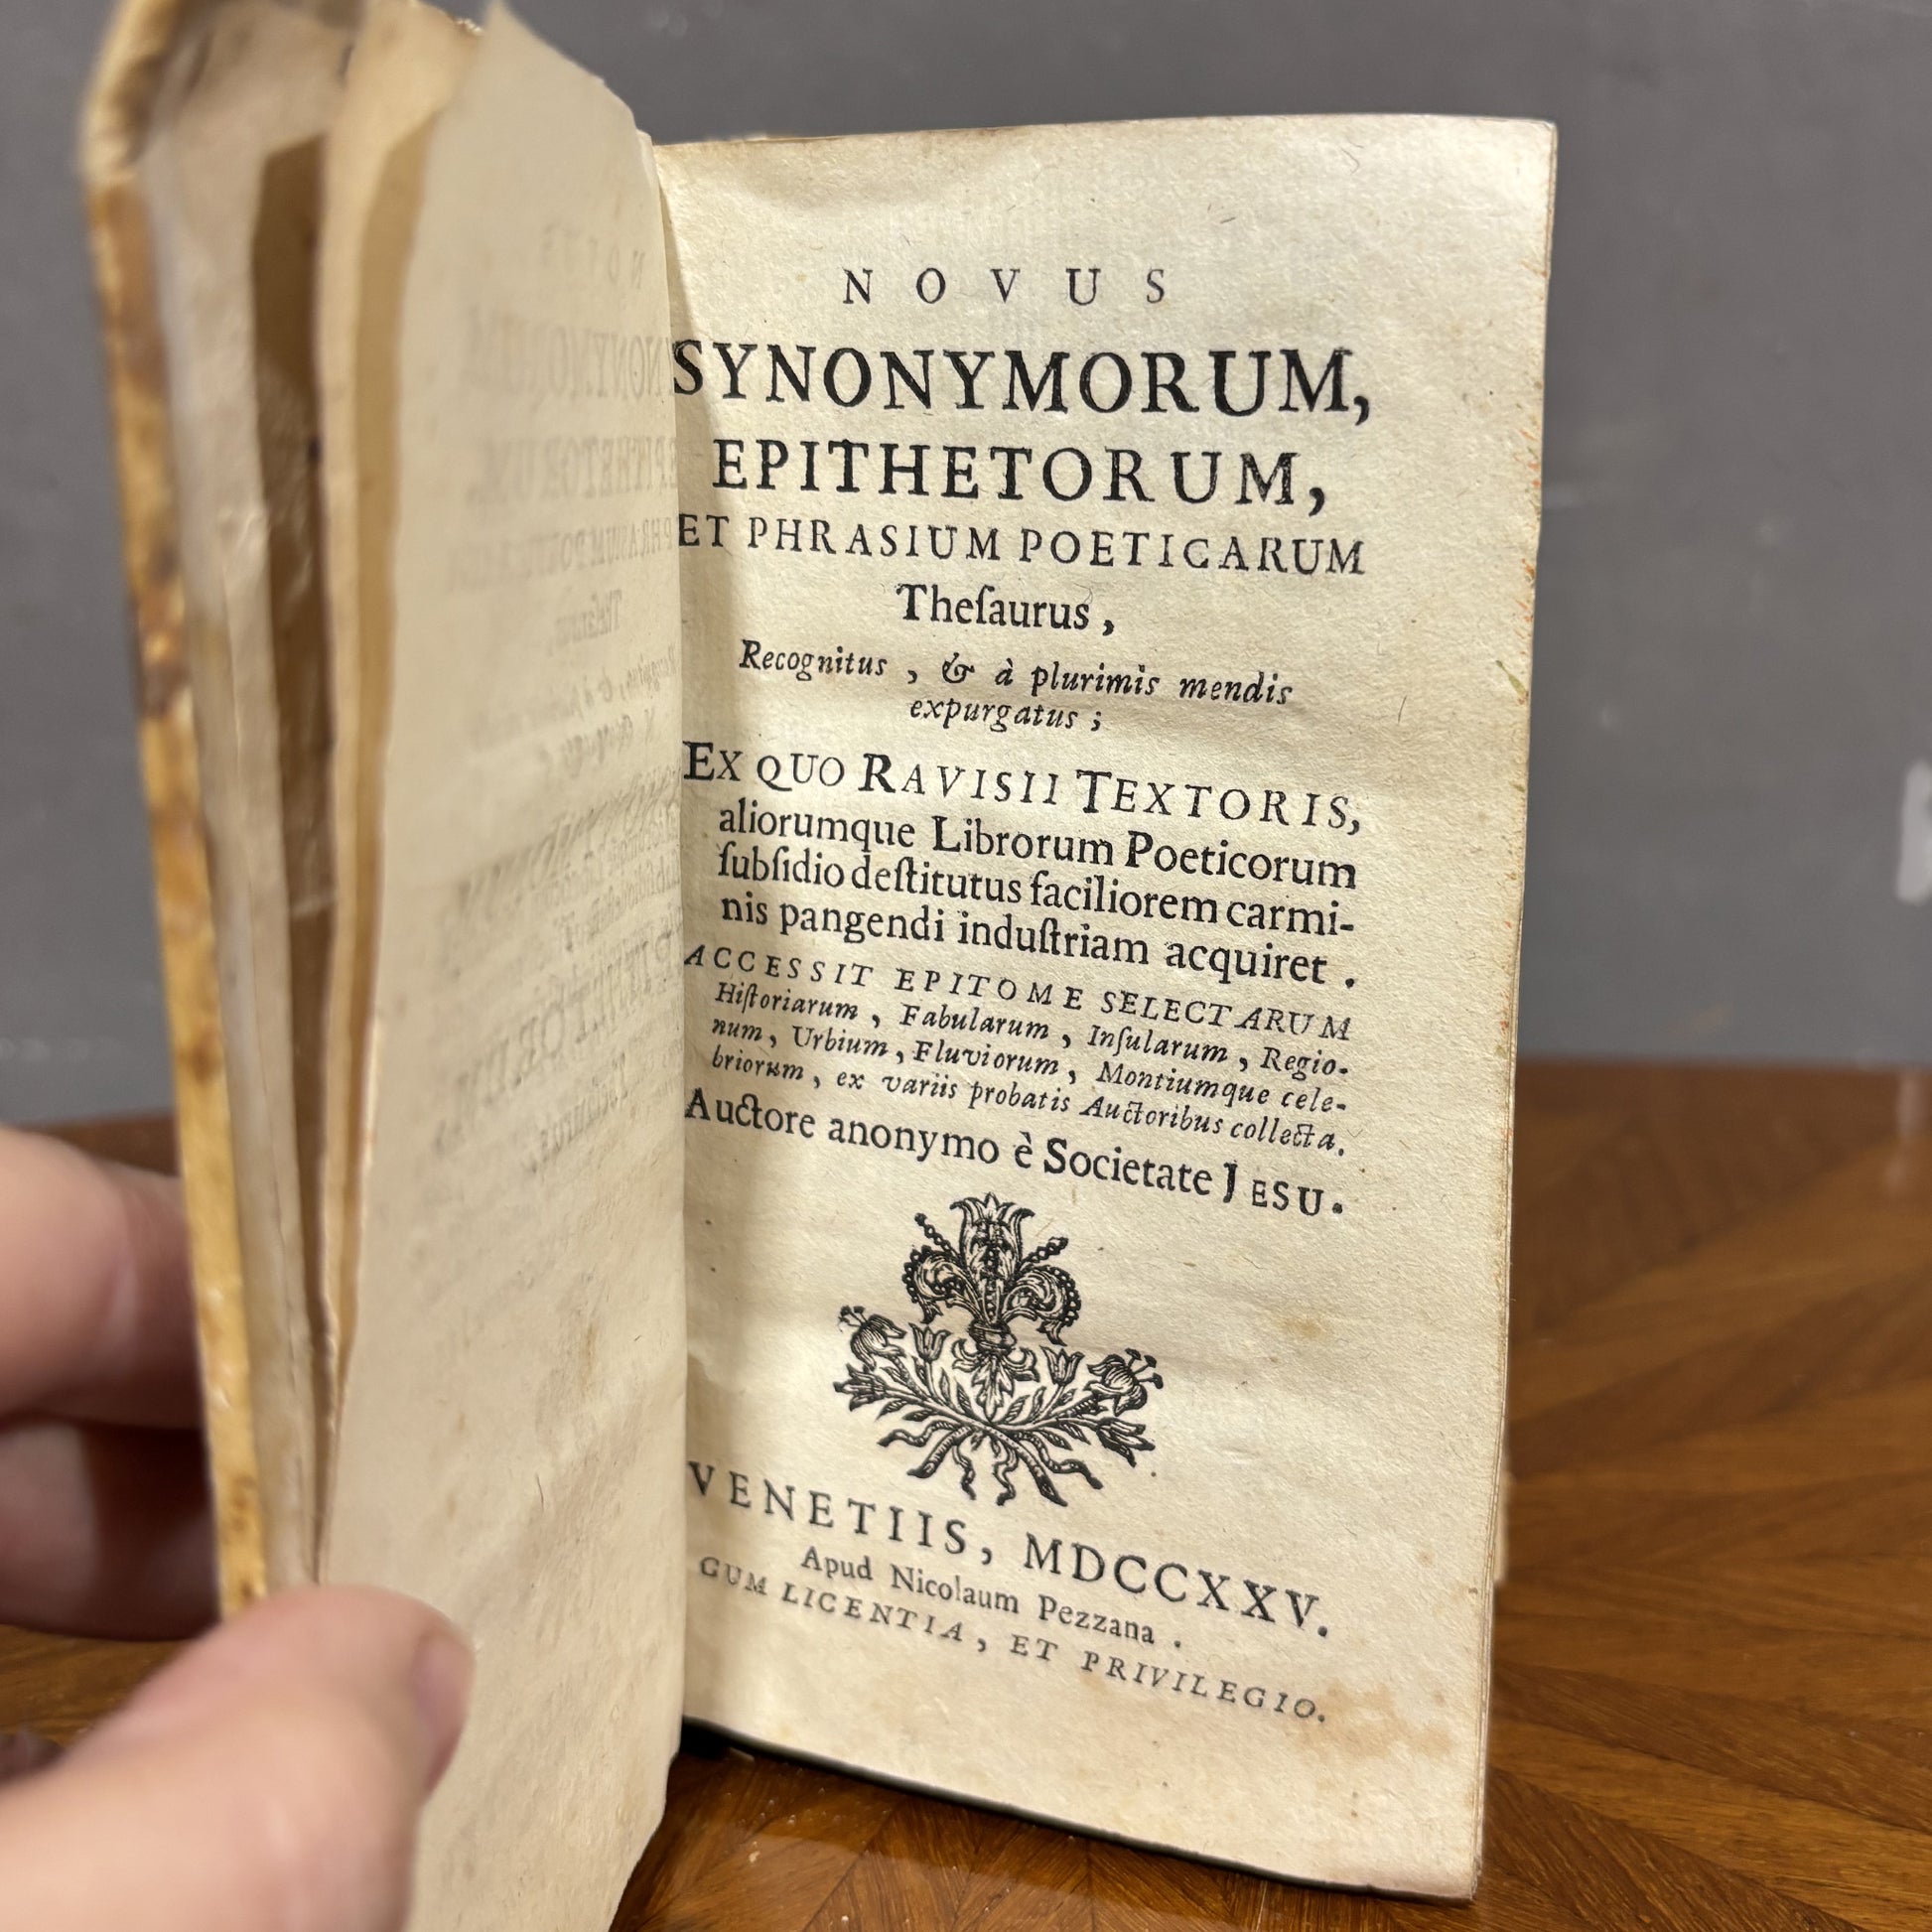 NOVUS
SYNONYMORUM,
EPITHETORUM,
ET PHRASIUM POETICARUM
Theſaurus,
Recognitus, & à plurimis mendis
expurgatus;
EX QUO RAVISII TEXTORIS,
aliorumque Librorum Poeticorum
ſubſidio deſtitutus faciliorem carmi-
nis pangendi induſtriam acquiret.
ACCESSIT EPITOME SELECTARUM
Hiſtoriarum, Fabularum, Inſularum, Regio-
num, Urbium, Fluviorum, Montiumque cele-
briorum, ex variis probatis Auctoribus collecta.
Auctore anonymo è Societate JESU.
VENETIIS, MDCCXXV.
Apud Nicolaum Pezzana.
CUM LICENTIA, ET PRIVILEGIO.